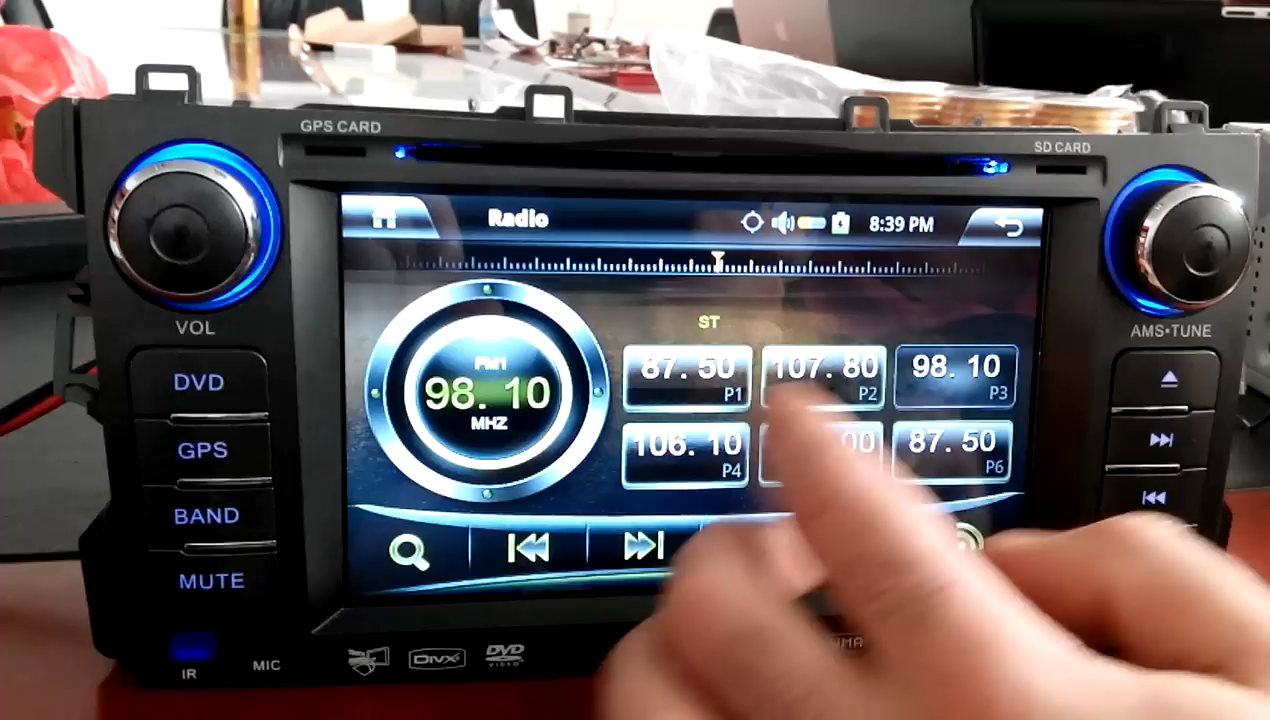 GPS CARD
SD CARD
Radio
8:39 PM
VOL
AMS•TUNE
ST
FM1
98. 10
MHZ
87. 50
P1
107. 80
P2
98. 10
P3
106. 10
P4
00
87. 50
P6
DVD
GPS
BAND
MUTE
IR
MIC
DIVX
DVD
VIDEO